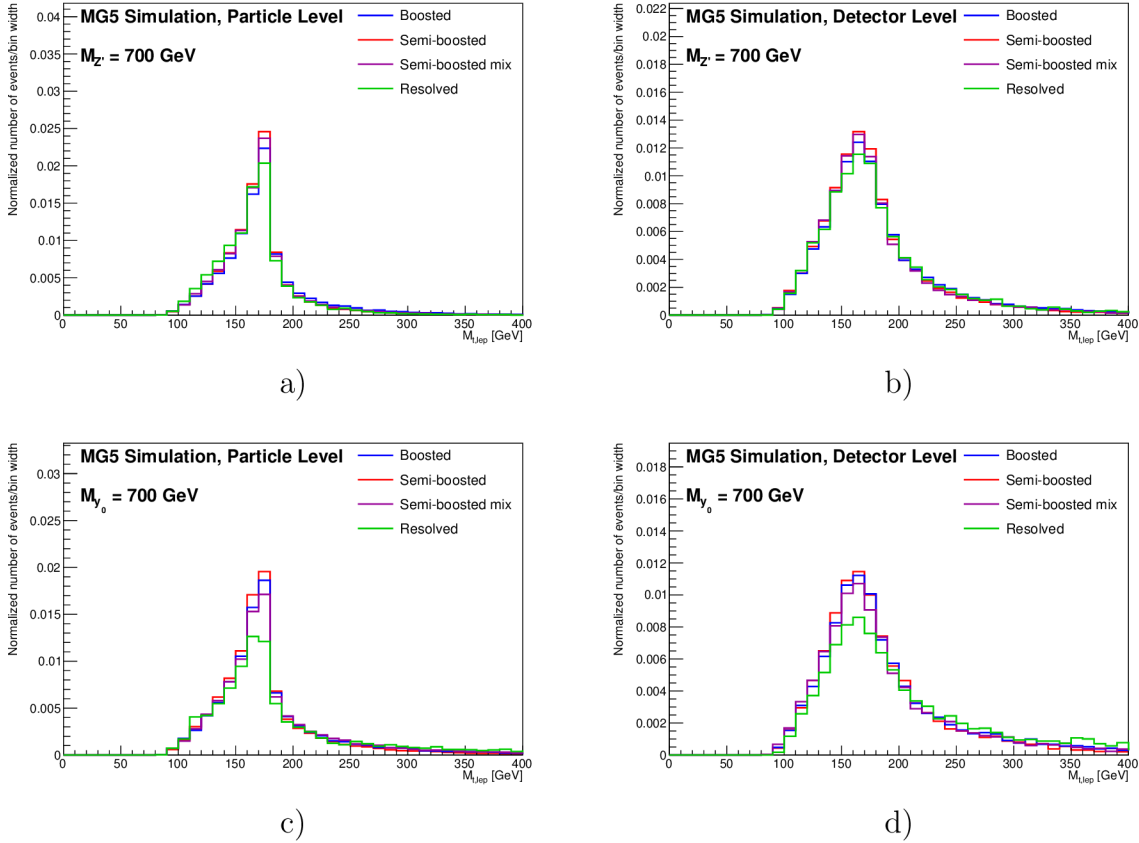 MG5 Simulation, Particle Level
M_Z' = 700 GeV
Boosted
Semi-boosted
Semi-boosted mix
Resolved
Normalized number of events/bin width
0.04
0.035
0.03
0.025
0.02
0.015
0.01
0.005
0
0 50 100 150 200 250 300 350 400
M_t,lep [GeV]
a)
MG5 Simulation, Detector Level
M_Z' = 700 GeV
Boosted
Semi-boosted
Semi-boosted mix
Resolved
Normalized number of events/bin width
0.022
0.02
0.018
0.016
0.014
0.012
0.01
0.008
0.006
0.004
0.002
0
0 50 100 150 200 250 300 350 400
M_t,lep [GeV]
b)
MG5 Simulation, Particle Level
M_y_0 = 700 GeV
Boosted
Semi-boosted
Semi-boosted mix
Resolved
Normalized number of events/bin width
0.03
0.025
0.02
0.015
0.01
0.005
0
0 50 100 150 200 250 300 350 400
M_t,lep [GeV]
c)
MG5 Simulation, Detector Level
M_y_0 = 700 GeV
Boosted
Semi-boosted
Semi-boosted mix
Resolved
Normalized number of events/bin width
0.018
0.016
0.014
0.012
0.01
0.008
0.006
0.004
0.002
0
0 50 100 150 200 250 300 350 400
M_t,lep [GeV]
d)